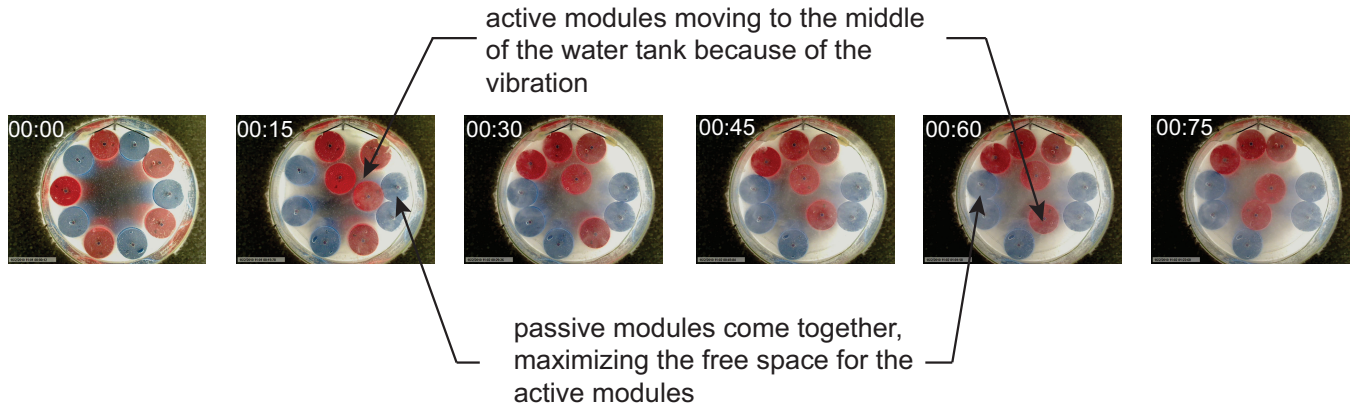 active modules moving to the middle
of the water tank because of the
vibration
00:00
00:15
00:30
00:45
00:60
00:75
passive modules come together,
maximizing the free space for the
active modules